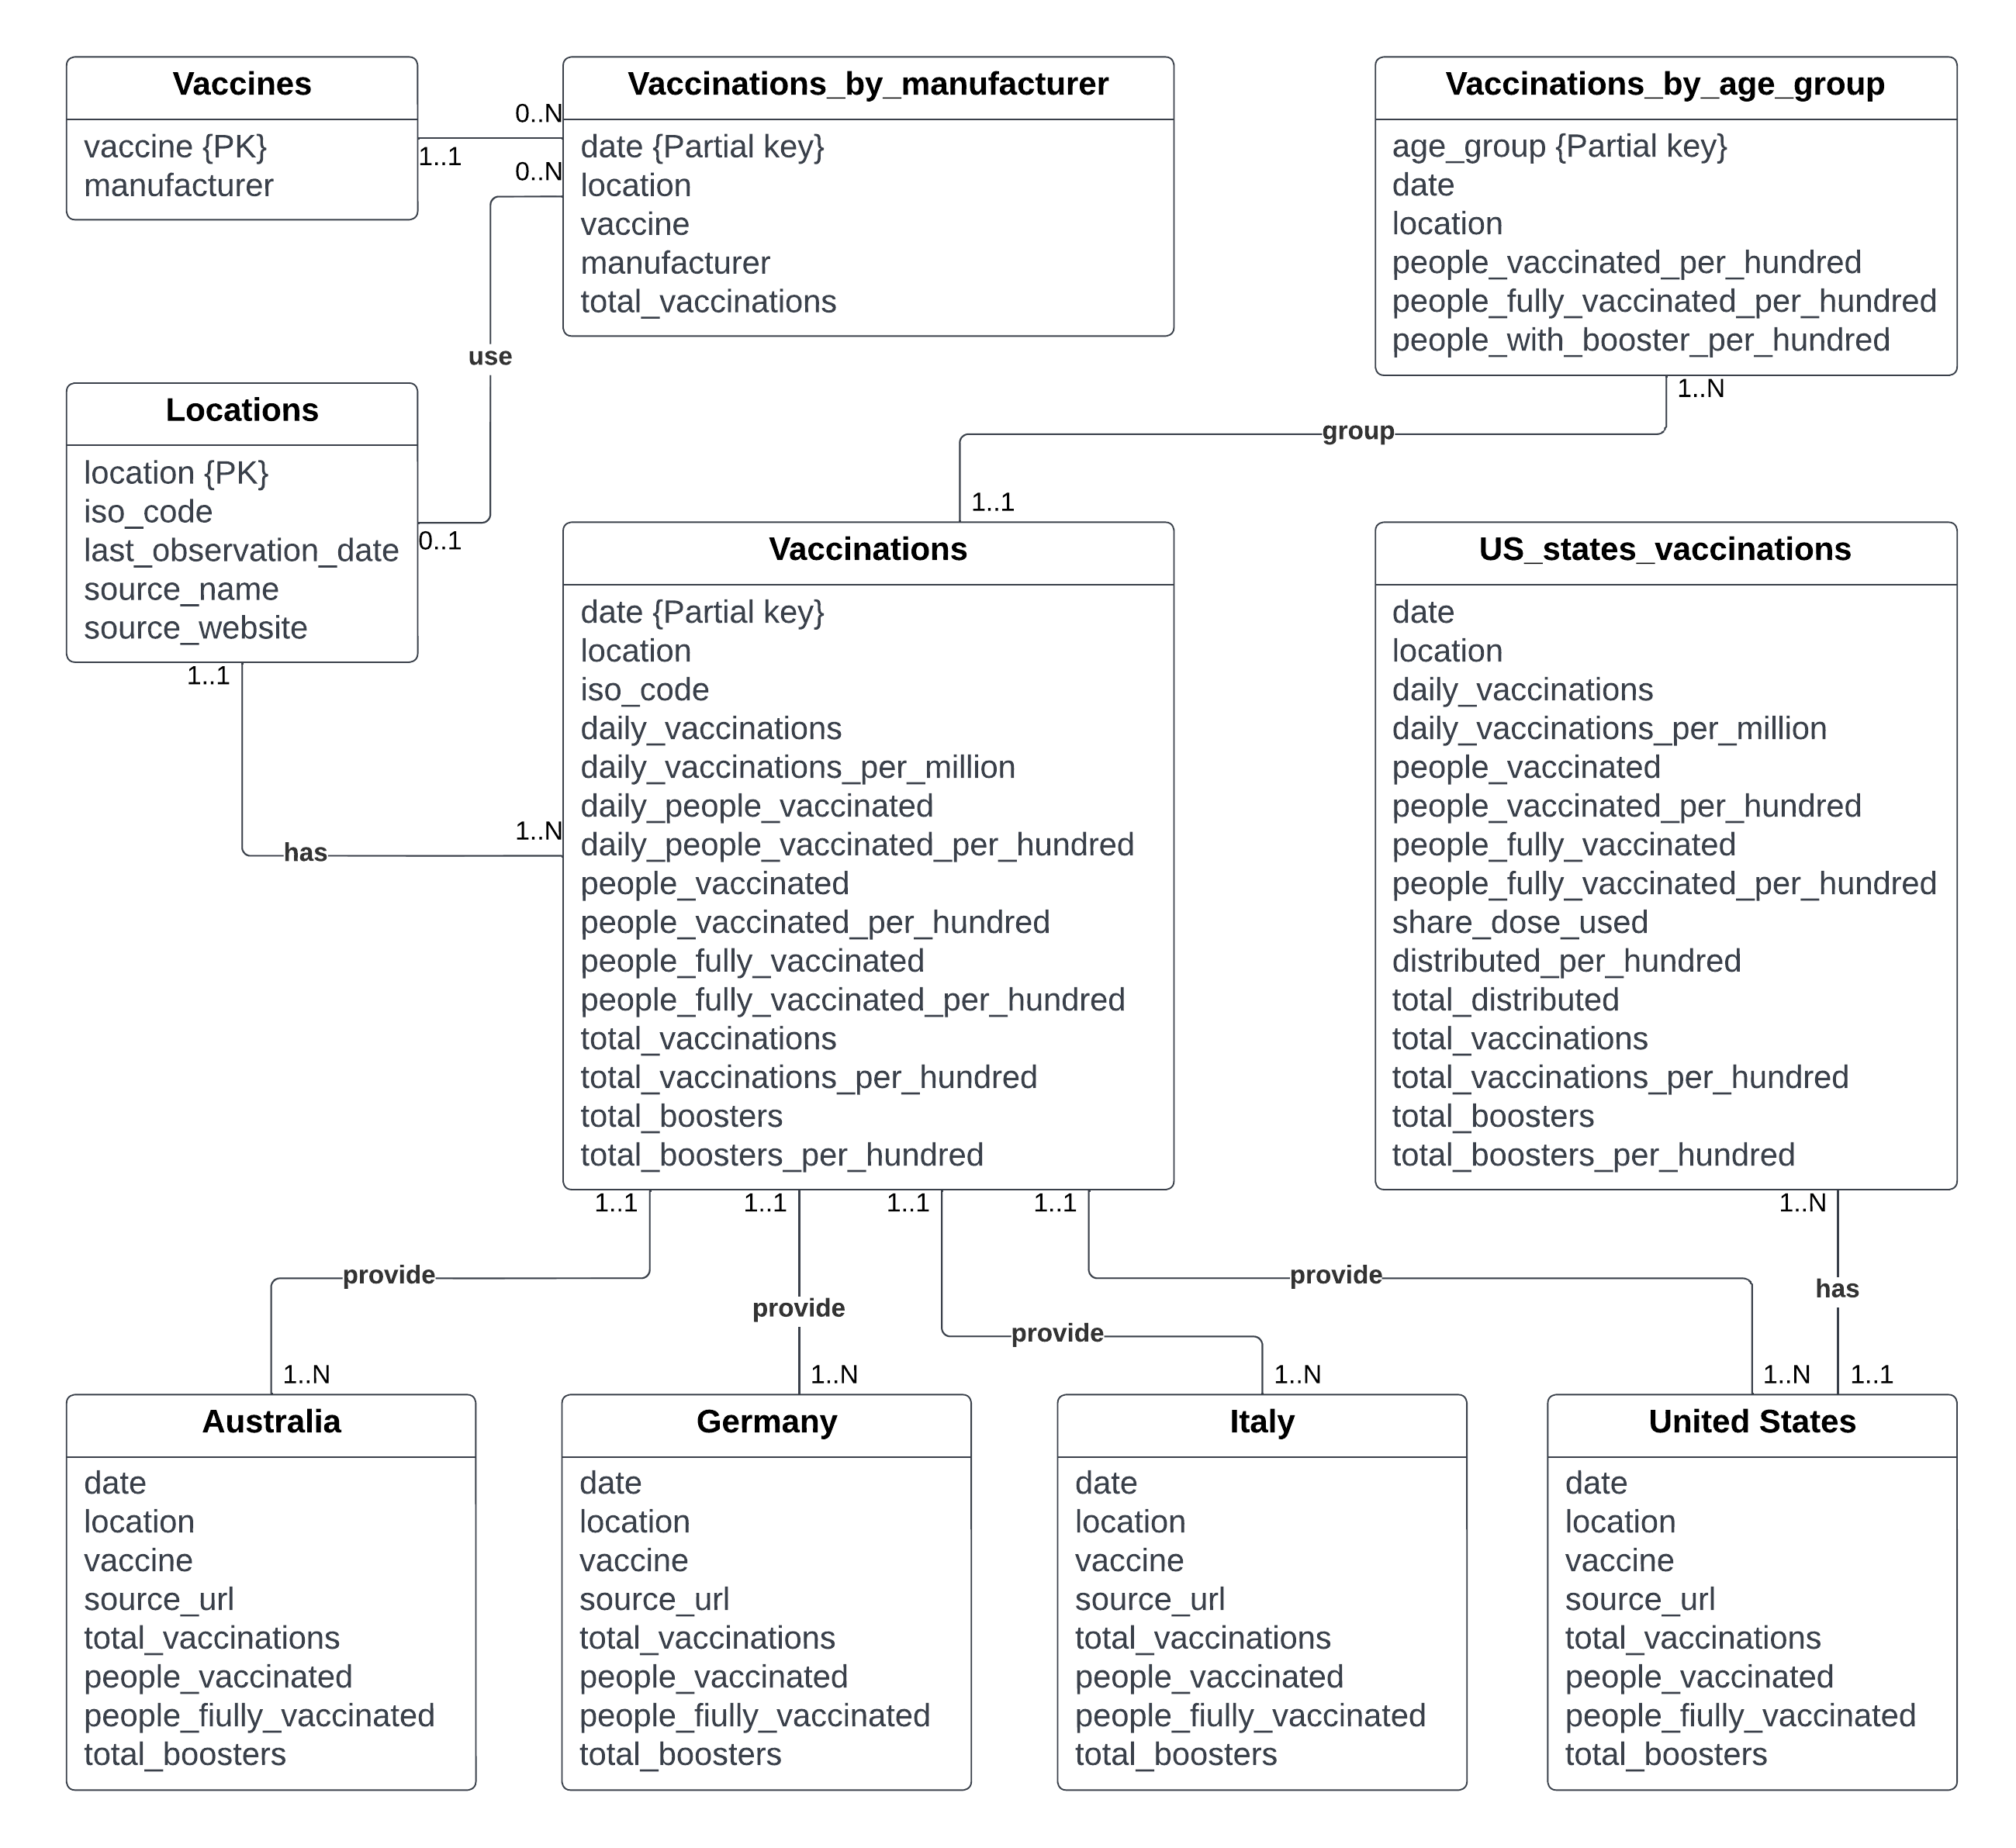 Vaccines
vaccine {PK}
manufacturer
1..1
0..N
0..N
Vaccinations_by_manufacturer
date {Partial key}
location
vaccine
manufacturer
total_vaccinations
Vaccinations_by_age_group
age_group {Partial key}
date
location
people_vaccinated_per_hundred
people_fully_vaccinated_per_hundred
people_with_booster_per_hundred
1..N
use
group
Locations
location {PK}
iso_code
last_observation_date
source_name
source_website
0..1
1..1
1..1
has
1..N
Vaccinations
date {Partial key}
location
iso_code
daily_vaccinations
daily_vaccinations_per_million
daily_people_vaccinated
daily_people_vaccinated_per_hundred
people_vaccinated
people_vaccinated_per_hundred
people_fully_vaccinated
people_fully_vaccinated_per_hundred
total_vaccinations
total_vaccinations_per_hundred
total_boosters
total_boosters_per_hundred
US_states_vaccinations
date
location
daily_vaccinations
daily_vaccinations_per_million
people_vaccinated
people_vaccinated_per_hundred
people_fully_vaccinated
people_fully_vaccinated_per_hundred
share_dose_used
distributed_per_hundred
total_distributed
total_vaccinations
total_vaccinations_per_hundred
total_boosters
total_boosters_per_hundred
1..1
1..1
1..1
1..1
1..N
provide
provide
provide
provide
has
1..N
1..N
1..N
1..N
1..1
Australia
date
location
vaccine
source_url
total_vaccinations
people_vaccinated
people_fiully_vaccinated
total_boosters
Germany
date
location
vaccine
source_url
total_vaccinations
people_vaccinated
people_fiully_vaccinated
total_boosters
Italy
date
location
vaccine
source_url
total_vaccinations
people_vaccinated
people_fiully_vaccinated
total_boosters
United States
date
location
vaccine
source_url
total_vaccinations
people_vaccinated
people_fiully_vaccinated
total_boosters